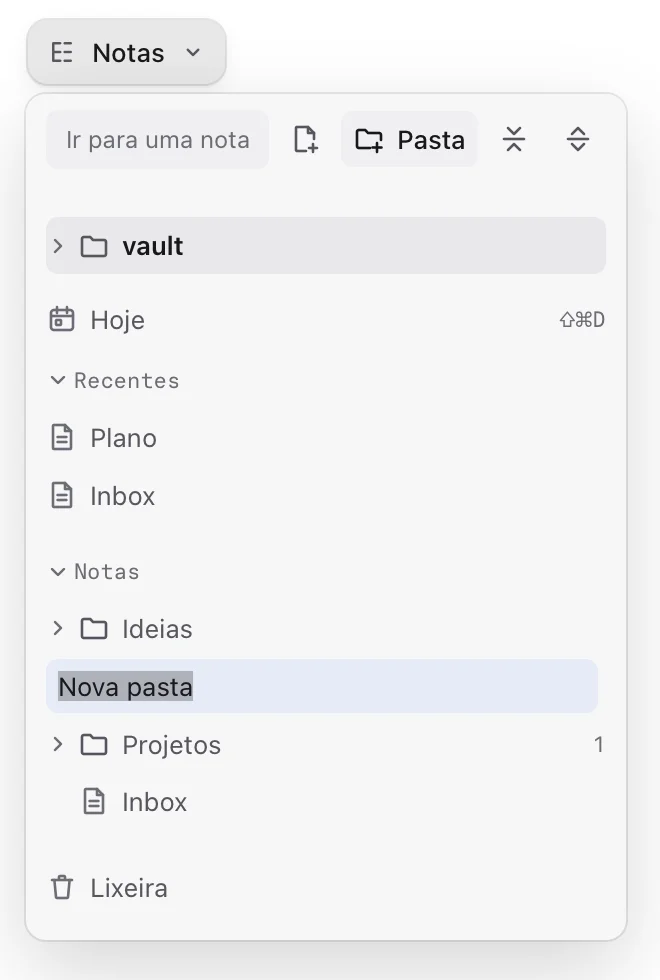 Notas
Ir para uma nota
Pasta
vault
Hoje ⇧⌘D
Recentes
Plano
Inbox
Notas
Ideias
Nova pasta
Projetos 1
Inbox
Lixeira